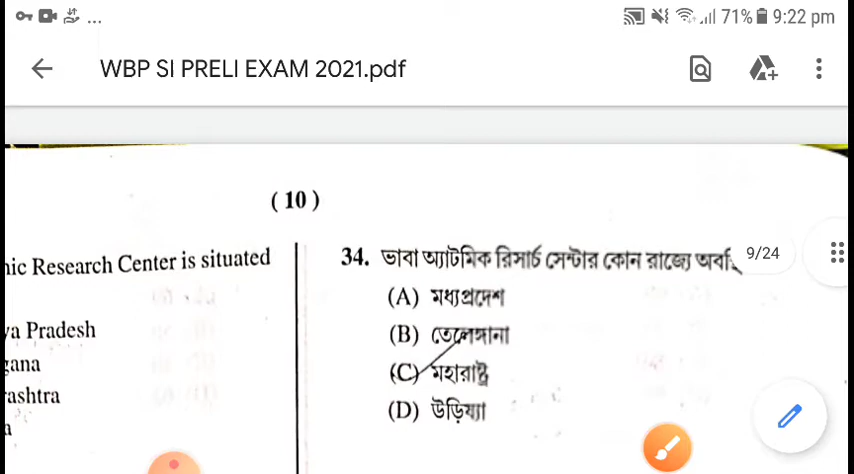 ... 71% 9:22 pm
WBP SI PRELI EXAM 2021.pdf
( 10 )
nic Research Center is situated
ya Pradesh
gana
ashtra
a
34. ভাবা অ্যাটমিক রিসার্চ সেন্টার কোন রাজ্যে অবস্থি
9/24
(A) মধ্যপ্রদেশ
(B) তেলেঙ্গানা
(C) মহারাষ্ট্র
(D) উড়িষ্যা